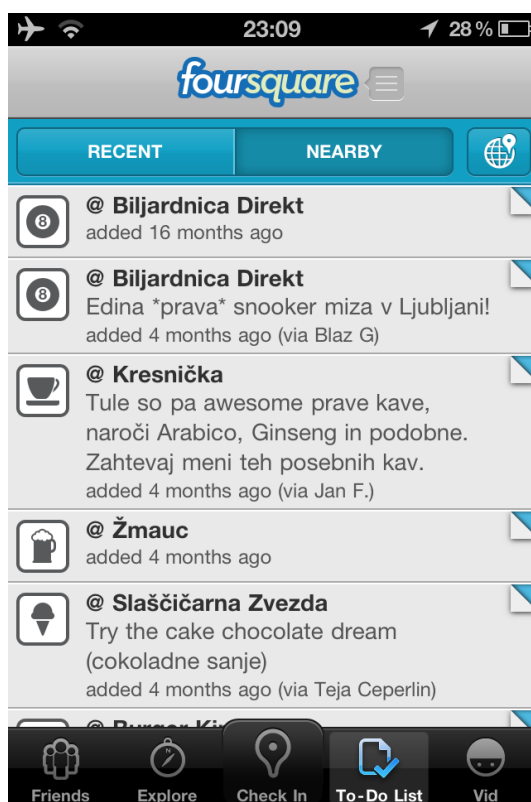 23:09
28 %
foursquare
RECENT
NEARBY
@ Biljardnica Direkt
added 16 months ago
@ Biljardnica Direkt
Edina *prava* snooker miza v Ljubljani!
added 4 months ago (via Blaz G)
@ Kresnička
Tule so pa awesome prave kave,
naroči Arabico, Ginseng in podobne.
Zahtevaj meni teh posebnih kav.
added 4 months ago (via Jan F.)
@ Žmauc
added 4 months ago
@ Slaščičarna Zvezda
Try the cake chocolate dream
(cokoladne sanje)
added 4 months ago (via Teja Ceperlin)
@ Burger
Friends
Explore
Check In
To-Do List
Vid